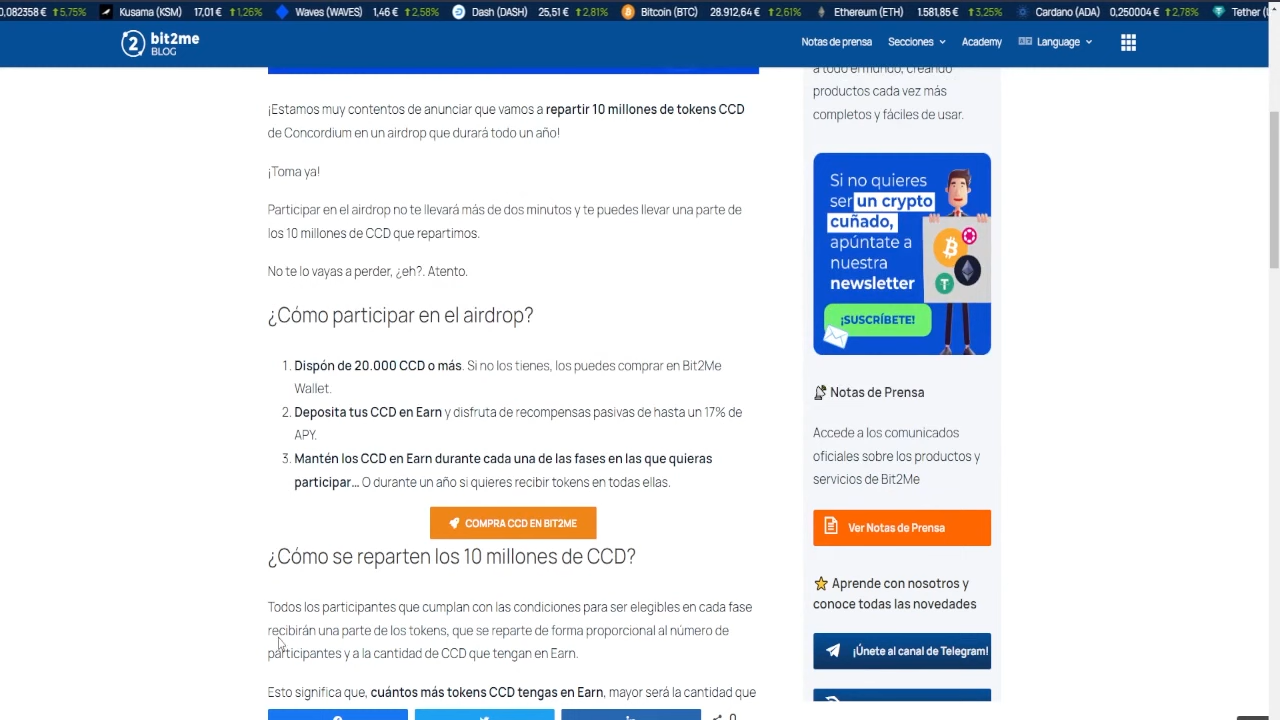 0,082358 € ↑ 5,75% Kusama (KSM) 17,01 € ↑ 1,26% Waves (WAVES) 1,46 € ↑ 2,58% Dash (DASH) 25,51 € ↑ 2,81% Bitcoin (BTC) 28.912,64 € ↑ 2,61% Ethereum (ETH) 1.581,85 € ↑ 3,25% Cardano (ADA) 0,250004 € ↑ 2,78% Tether
bit2me
BLOG
Notas de prensa Secciones Academy Language
¡Estamos muy contentos de anunciar que vamos a repartir 10 millones de tokens CCD
de Concordium en un airdrop que durará todo un año!
¡Toma ya!
Participar en el airdrop no te llevará más de dos minutos y te puedes llevar una parte de
los 10 millones de CCD que repartimos.
No te lo vayas a perder, ¿eh?. Atento.
¿Cómo participar en el airdrop?
1. Dispón de 20.000 CCD o más. Si no los tienes, los puedes comprar en Bit2Me
Wallet.
2. Deposita tus CCD en Earn y disfruta de recompensas pasivas de hasta un 17% de
APY.
3. Mantén los CCD en Earn durante cada una de las fases en las que quieras
participar... O durante un año si quieres recibir tokens en todas ellas.
COMPRA CCD EN BIT2ME
¿Cómo se reparten los 10 millones de CCD?
Todos los participantes que cumplan con las condiciones para ser elegibles en cada fase
recibirán una parte de los tokens, que se reparte de forma proporcional al número de
participantes y a la cantidad de CCD que tengan en Earn.
Esto significa que, cuántos más tokens CCD tengas en Earn, mayor será la cantidad que
0
a todo el mundo, creando
productos cada vez más
completos y fáciles de usar.
Si no quieres
ser un crypto
cuñado,
apúntate a
nuestra
newsletter
¡SUSCRÍBETE!
Notas de Prensa
Accede a los comunicados
oficiales sobre los productos y
servicios de Bit2Me
Ver Notas de Prensa
Aprende con nosotros y
conoce todas las novedades
¡Únete al canal de Telegram!